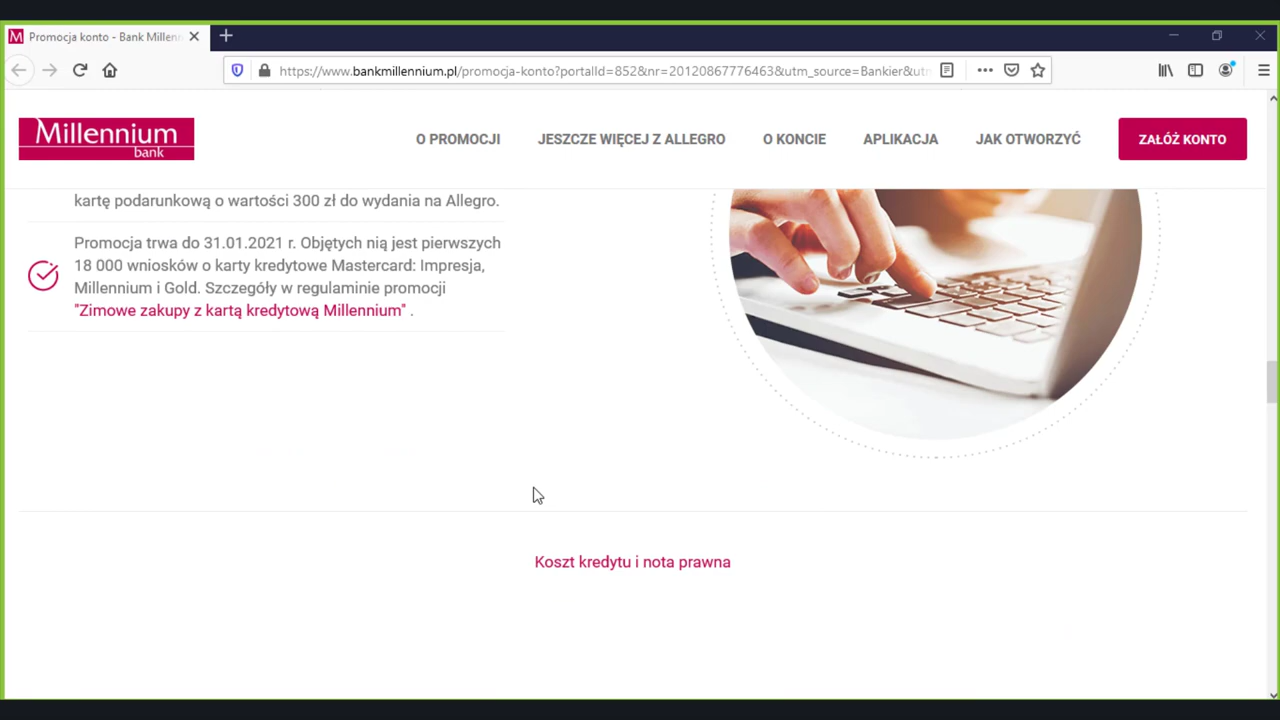 M Promocja konto - Bank Millenn
https://www.bankmillennium.pl/promocja-konto?portalId=852&nr=20120867776463&utm_source=Bankier&utm
Millennium
bank
O PROMOCJI
JESZCZE WIĘCEJ Z ALLEGRO
O KONCIE
APLIKACJA
JAK OTWORZYĆ
ZAŁÓŻ KONTO
kartę podarunkową o wartości 300 zł do wydania na Allegro.
Promocja trwa do 31.01.2021 r. Objętych nią jest pierwszych
18 000 wniosków o karty kredytowe Mastercard: Impresja,
Millennium i Gold. Szczegóły w regulaminie promocji
"Zimowe zakupy z kartą kredytową Millennium" .
Koszt kredytu i nota prawna